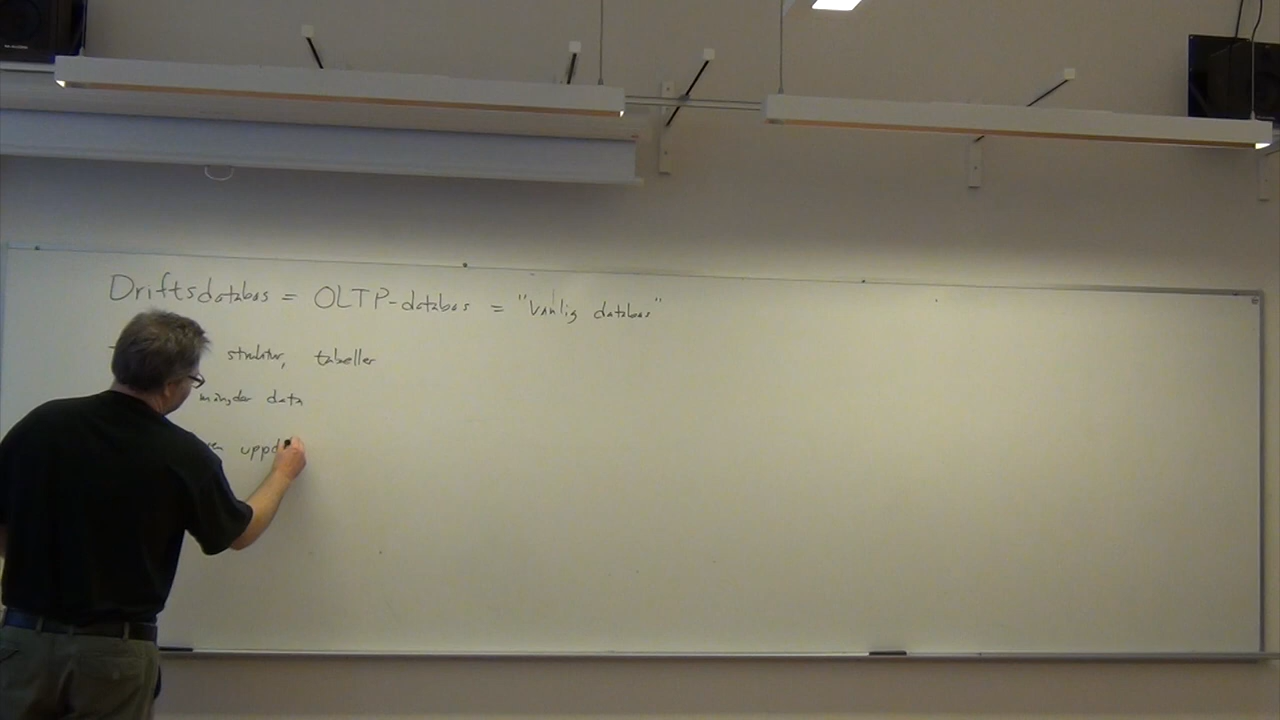 Driftsdatabas = OLTP-databas = "Vanlig databas"
struktur, tabeller
mängder data
uppd